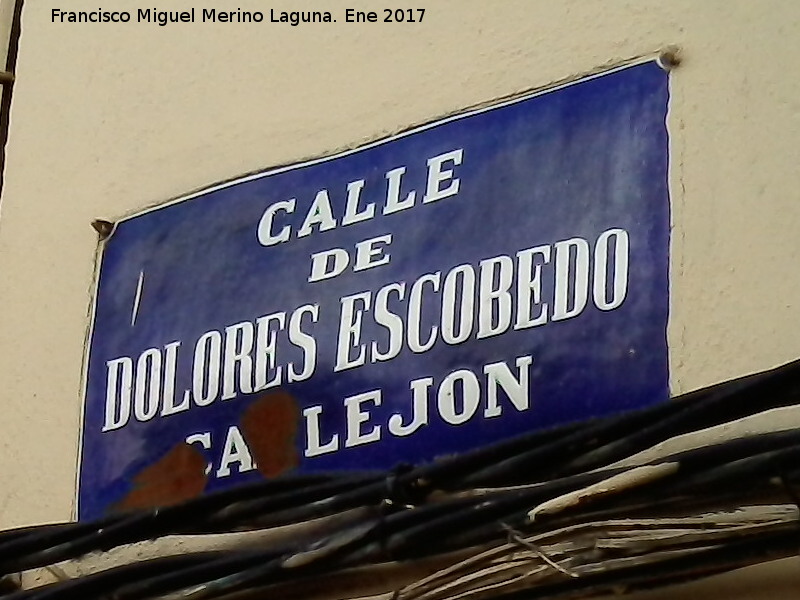 Francisco Miguel Merino Laguna. Ene 2017
CALLE
DE
DOLORES ESCOBEDO
CALLEJON